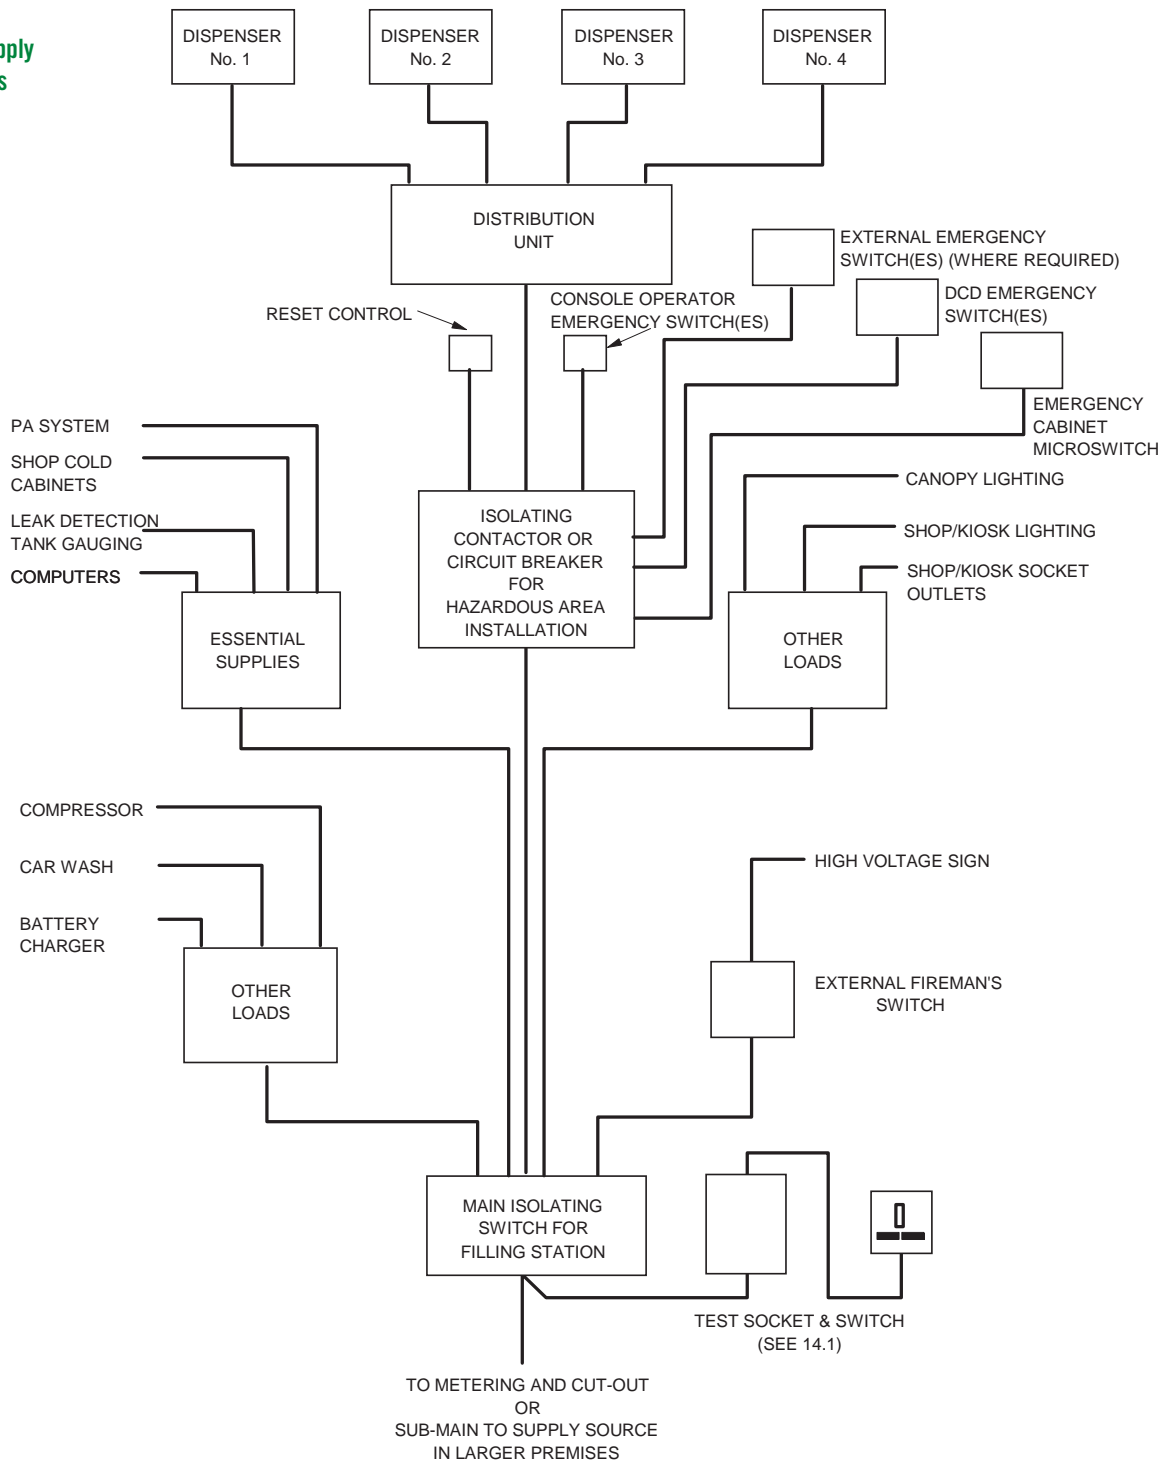 pply
s
DISPENSER
No. 1
DISPENSER
No. 2
DISPENSER
No. 3
DISPENSER
No. 4
DISTRIBUTION
UNIT
EXTERNAL EMERGENCY
SWITCH(ES) (WHERE REQUIRED)
DCD EMERGENCY
SWITCH(ES)
RESET CONTROL
CONSOLE OPERATOR
EMERGENCY SWITCH(ES)
EMERGENCY
CABINET
MICROSWITCH
PA SYSTEM
SHOP COLD
CABINETS
LEAK DETECTION
TANK GAUGING
COMPUTERS
ISOLATING
CONTACTOR OR
CIRCUIT BREAKER
FOR
HAZARDOUS AREA
INSTALLATION
CANOPY LIGHTING
SHOP/KIOSK LIGHTING
SHOP/KIOSK SOCKET
OUTLETS
ESSENTIAL
SUPPLIES
OTHER
LOADS
COMPRESSOR
CAR WASH
BATTERY
CHARGER
OTHER
LOADS
HIGH VOLTAGE SIGN
EXTERNAL FIREMAN'S
SWITCH
MAIN ISOLATING
SWITCH FOR
FILLING STATION
TEST SOCKET & SWITCH
(SEE 14.1)
TO METERING AND CUT-OUT
OR
SUB-MAIN TO SUPPLY SOURCE
IN LARGER PREMISES